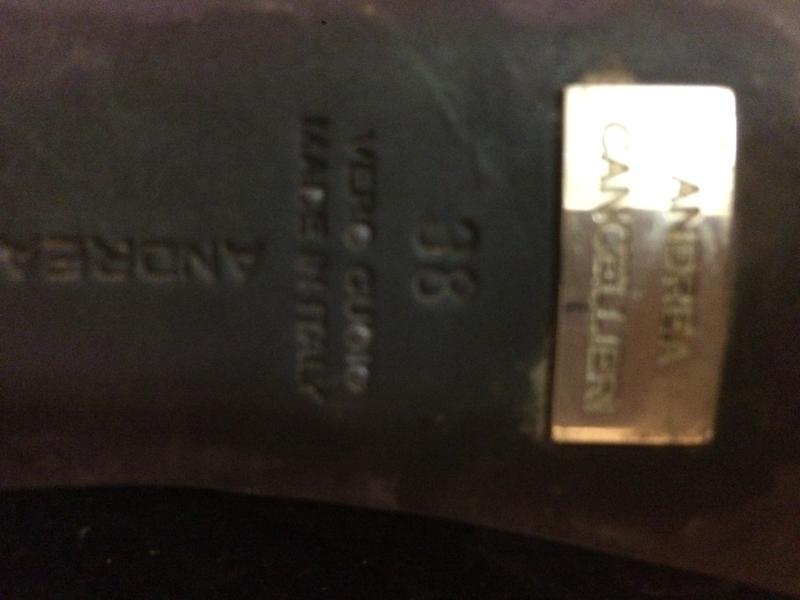 ANDREA
CANCELLIERI
38
VERO CUOIO
MADE IN ITALY
ANDREA